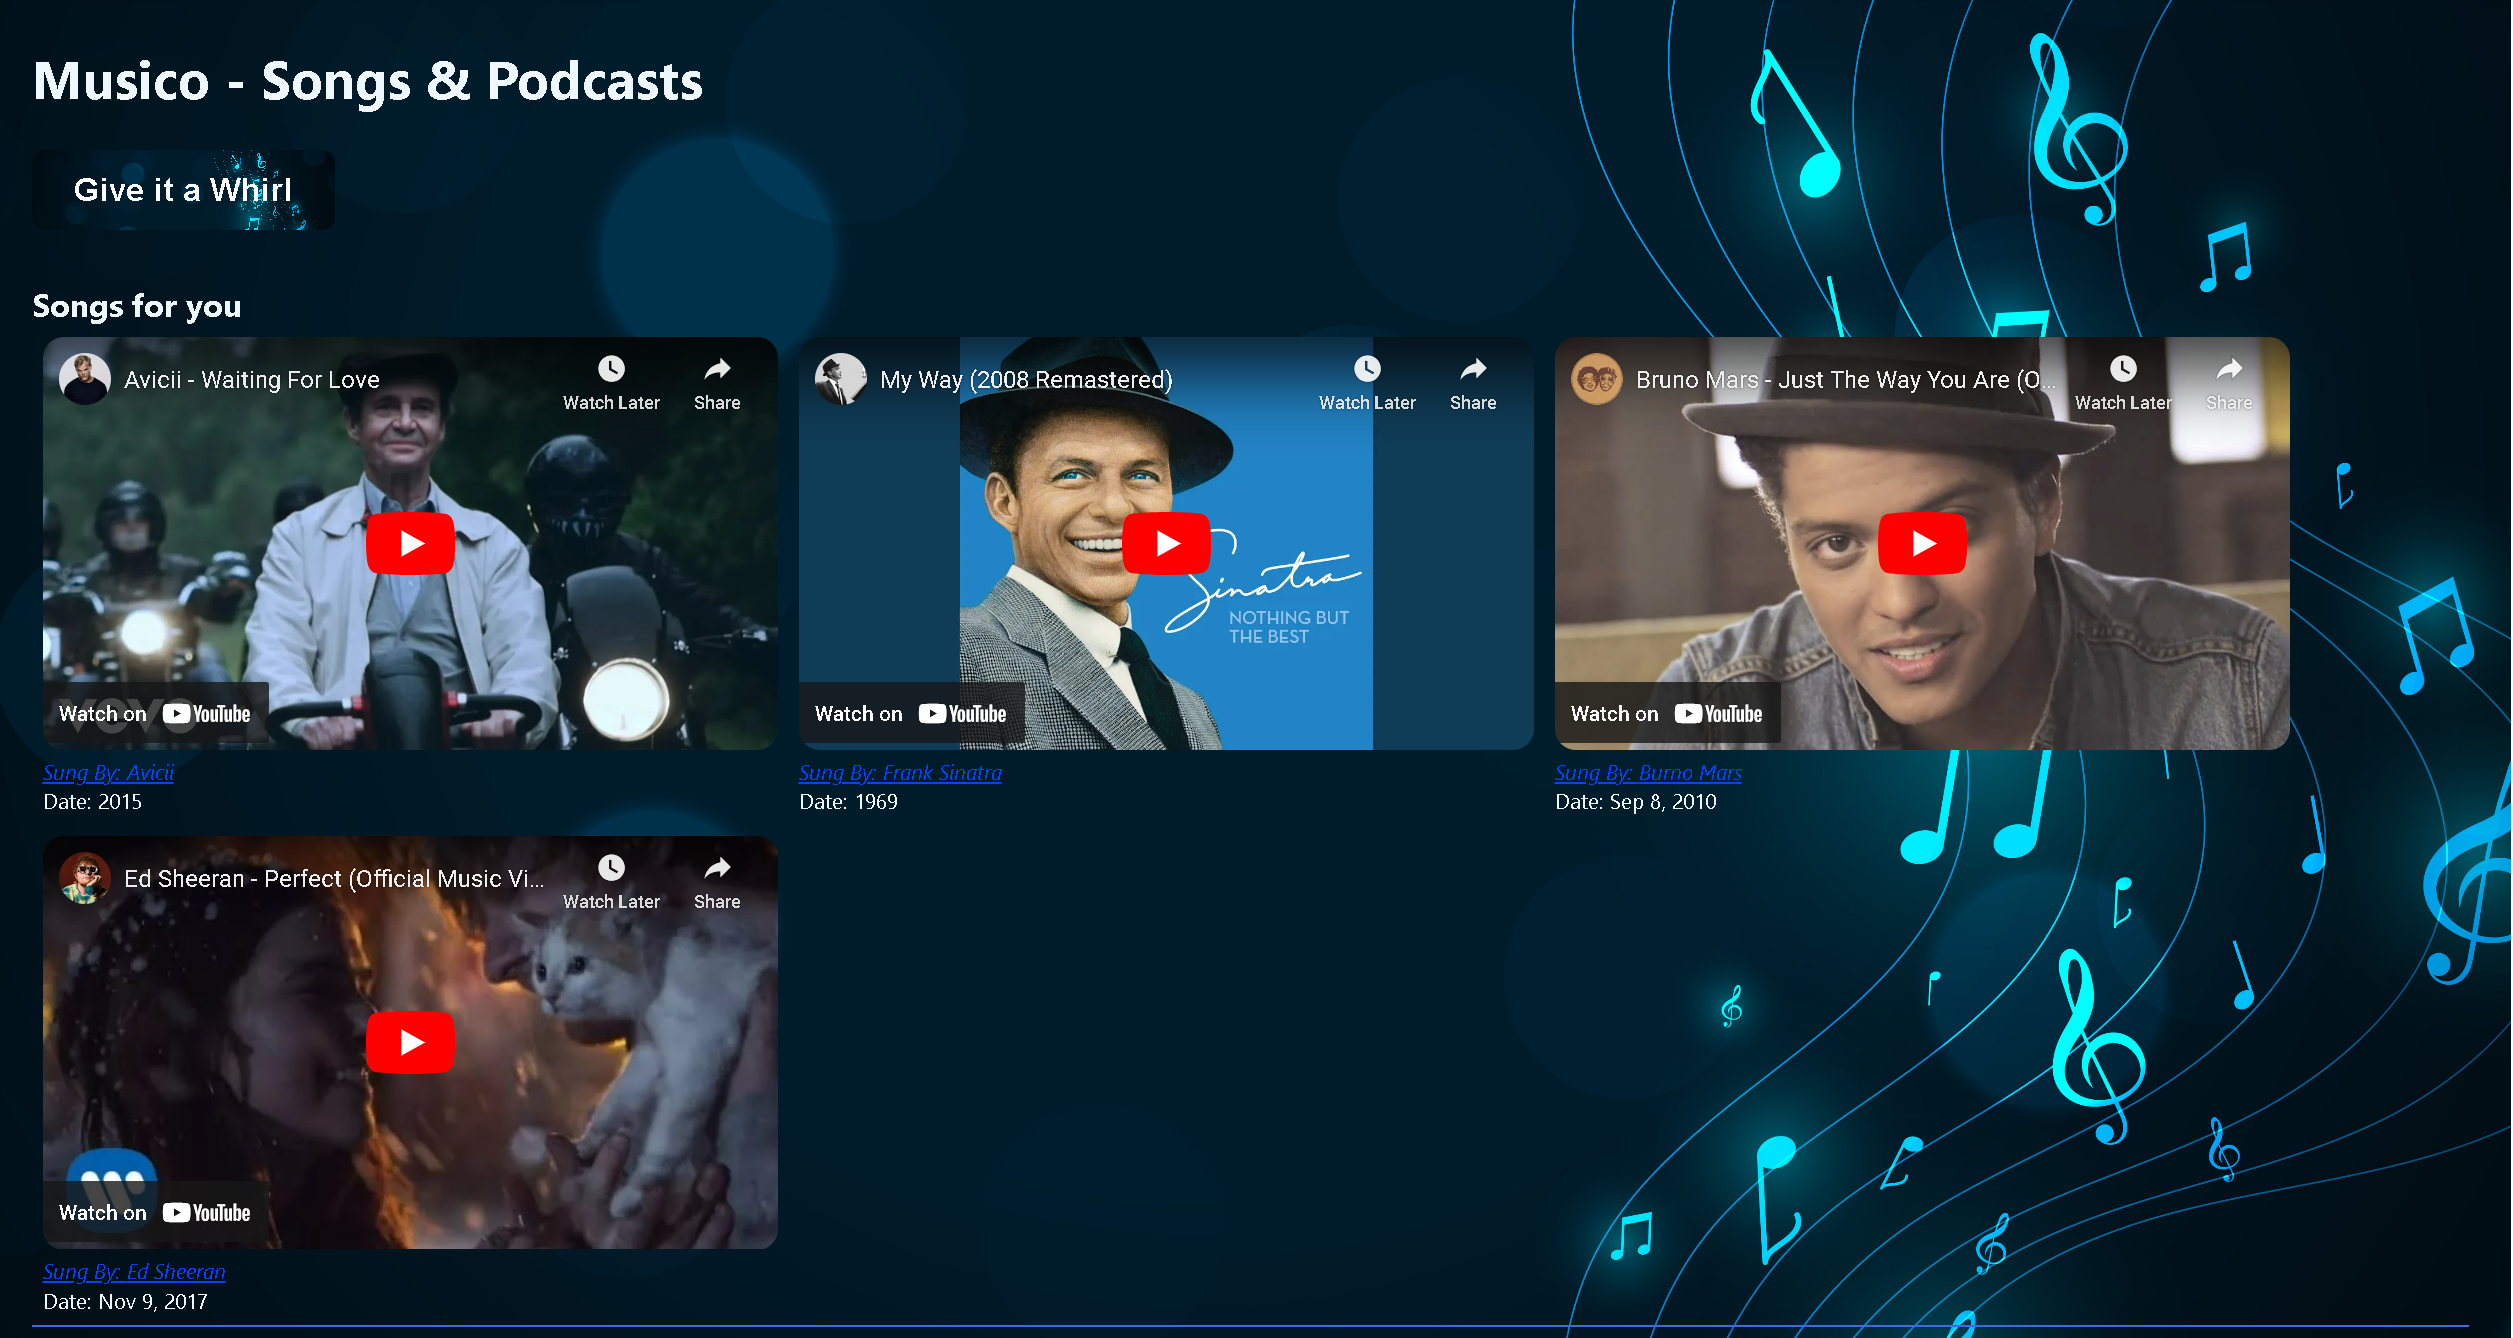 Musico - Songs & Podcasts
Give it a Whirl
Songs for you
Avicii - Waiting For Love
Watch Later
Share
vevo
Watch on YouTube
Sung By: Avicii
Date: 2015
My Way (2008 Remastered)
Watch Later
Share
Sinatra
NOTHING BUT
THE BEST
Watch on YouTube
Sung By: Frank Sinatra
Date: 1969
Bruno Mars - Just The Way You Are (O...
Watch Later
Share
Watch on YouTube
Sung By: Burno Mars
Date: Sep 8, 2010
Ed Sheeran - Perfect (Official Music Vi...
Watch Later
Share
Watch on YouTube
Sung By: Ed Sheeran
Date: Nov 9, 2017